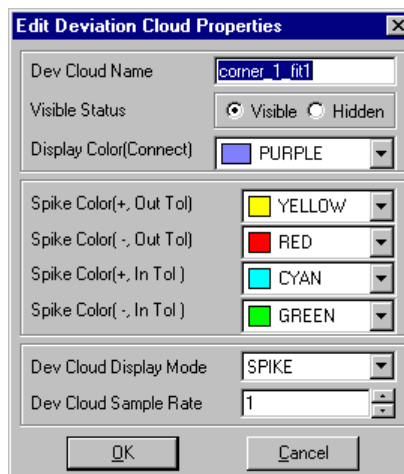 Edit Deviation Cloud Properties
Dev Cloud Name corner_1_fit1
Visible Status Visible Hidden
Display Color(Connect) PURPLE
Spike Color(+, Out Tol) YELLOW
Spike Color( -, Out Tol) RED
Spike Color(+, In Tol ) CYAN
Spike Color( -, In Tol ) GREEN
Dev Cloud Display Mode SPIKE
Dev Cloud Sample Rate 1
OK Cancel